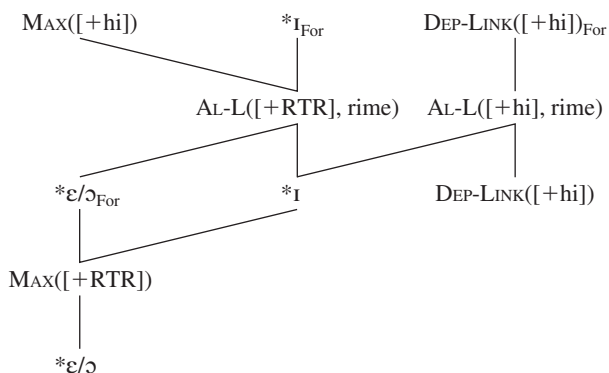 MAX([+hi]) *ɪFor DEP-LINK([+hi])For
AL-L([+RTR], rime) AL-L([+hi], rime)
*ɛ/ɔFor *ɪ DEP-LINK([+hi])
MAX([+RTR])
*ɛ/ɔ